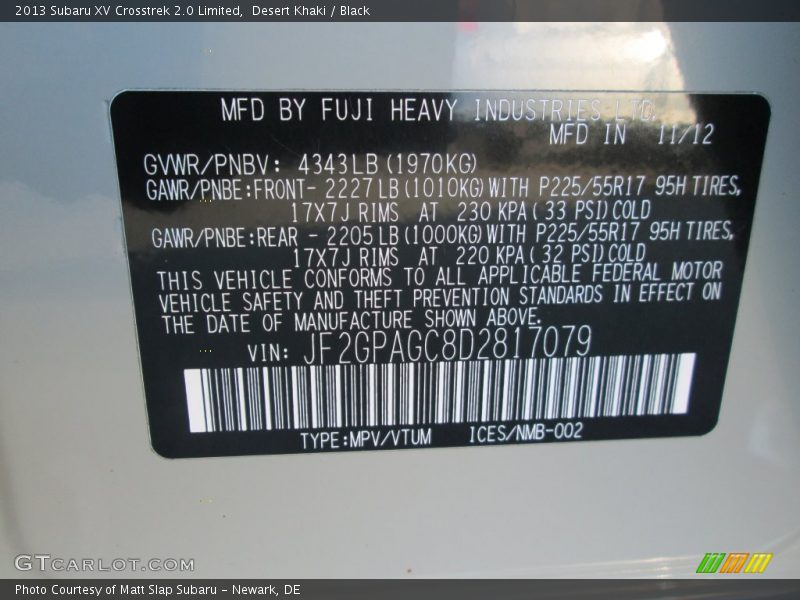 2013 Subaru XV Crosstrek 2.0 Limited, Desert Khaki / Black
MFD BY FUJI HEAVY INDUSTRIES LTD.
MFD IN 11/12
GVWR/PNBV: 4343LB (1970KG)
GAWR/PNBE:FRONT- 2227 LB (1010KG) WITH P225/55R17 95H TIRES,
17X7J RIMS AT 230 KPA ( 33 PSI) COLD
GAWR/PNBE:REAR - 2205 LB (1000KG) WITH P225/55R17 95H TIRES,
17X7J RIMS AT 220 KPA ( 32 PSI) COLD
THIS VEHICLE CONFORMS TO ALL APPLICABLE FEDERAL MOTOR
VEHICLE SAFETY AND THEFT PREVENTION STANDARDS IN EFFECT ON
THE DATE OF MANUFACTURE SHOWN ABOVE.
VIN: JF2GPAGC8D2817079
TYPE:MPV/VTUM ICES/NMB-002
GTCARLOT.COM
Photo Courtesy of Matt Slap Subaru - Newark, DE